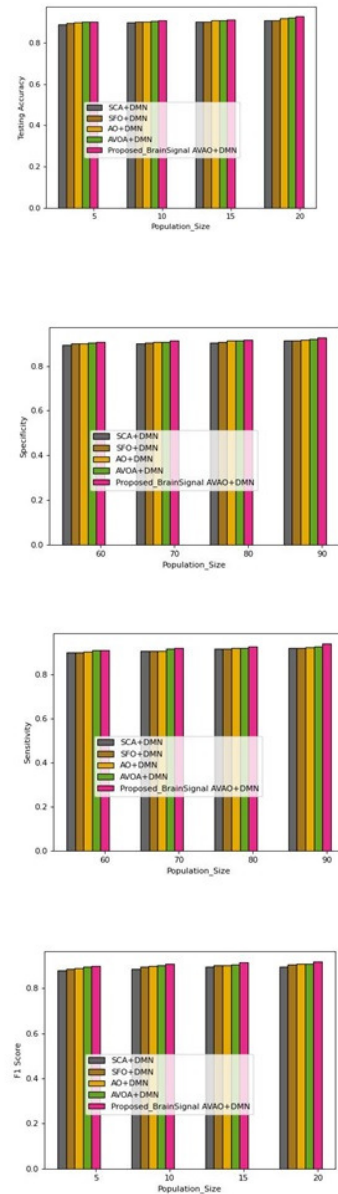 Testing Accuracy
0.8
0.6
0.4
0.2
0.0
SCA+DMN
SFO+DMN
AO+DMN
AVOA+DMN
Proposed_BrainSignal AVAO+DMN
5 10 15 20
Population_Size
Specificity
0.8
0.6
0.4
0.2
0.0
SCA+DMN
SFO+DMN
AO+DMN
AVOA+DMN
Proposed_BrainSignal AVAO+DMN
60 70 80 90
Population_Size
Sensitivity
0.8
0.6
0.4
0.2
0.0
SCA+DMN
SFO+DMN
AO+DMN
AVOA+DMN
Proposed_BrainSignal AVAO+DMN
60 70 80 90
Population_Size
F1 Score
0.8
0.6
0.4
0.2
0.0
SCA+DMN
SFO+DMN
AO+DMN
AVOA+DMN
Proposed_BrainSignal AVAO+DMN
5 10 15 20
Population_Size